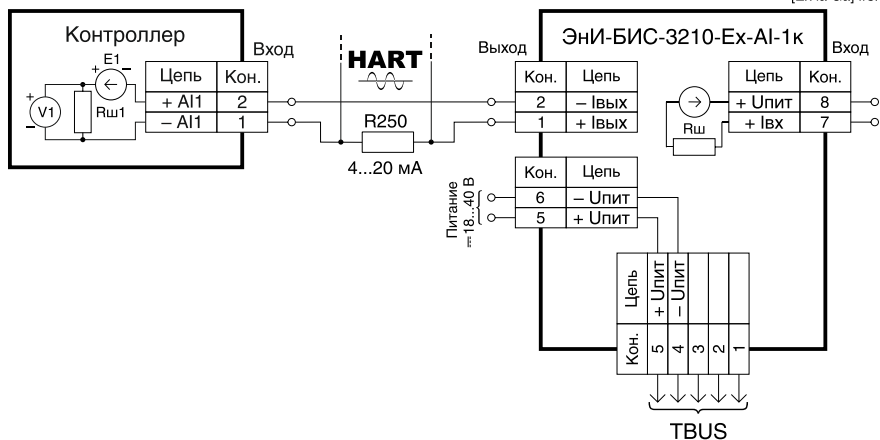 Контроллер
Вход
E1
+ –
Цепь Кон.
+ AI1 2
– AI1 1
+
V1
–
Rш1
HART
R250
4...20 мА
ЭнИ-БИС-3210-Ex-AI-1к
Выход
Кон. Цепь
2 – Iвых
1 + Iвых
Вход
Цепь Кон.
+ Uпит 8
+ Iвх 7
Rш
Питание
18...40 В
Кон. Цепь
6 – Uпит
5 + Uпит
Цепь + Uпит – Uпит
Кон. 5 4 3 2 1
TBUS